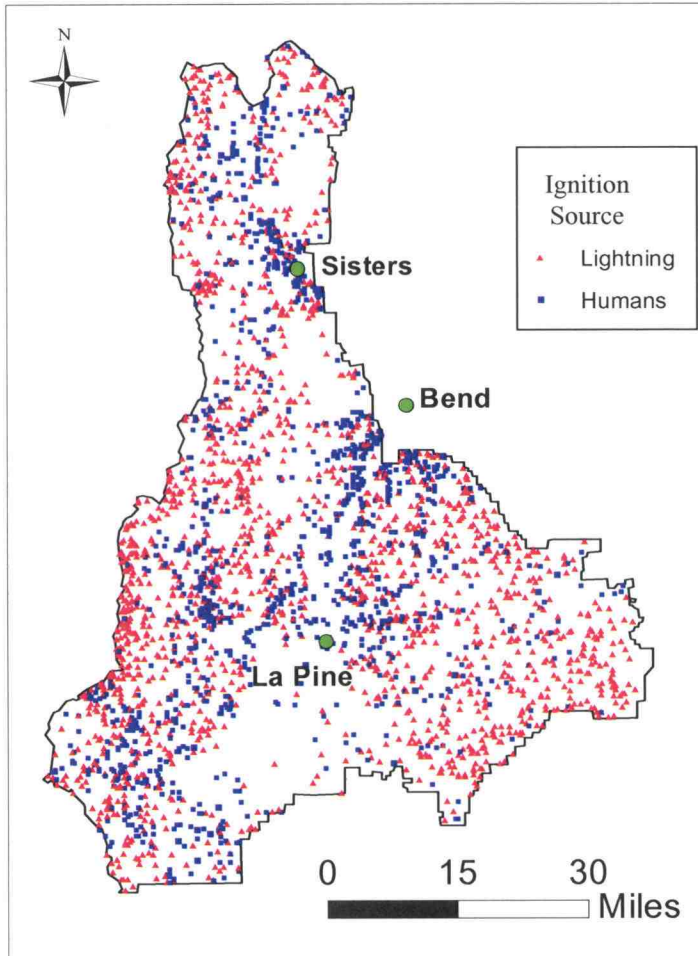 N
Ignition
Source
Lightning
Humans
Sisters
Bend
La Pine
0 15 30
Miles